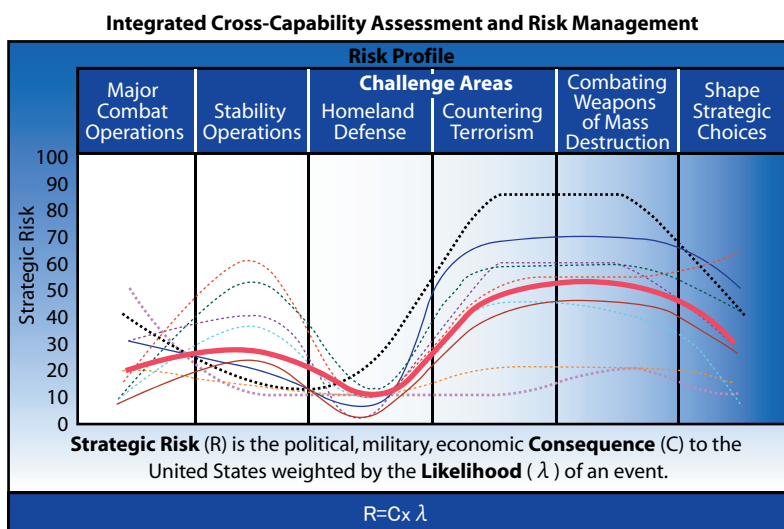 Integrated Cross-Capability Assessment and Risk Management
Risk Profile
Challenge Areas
Major
Combat
Operations
Stability
Operations
Homeland
Defense
Countering
Terrorism
Combating
Weapons
of Mass
Destruction
Shape
Strategic
Choices
Strategic Risk
100
90
80
70
60
50
40
30
20
10
0
Strategic Risk (R) is the political, military, economic Consequence (C) to the
United States weighted by the Likelihood ( λ ) of an event.
R=Cx λ